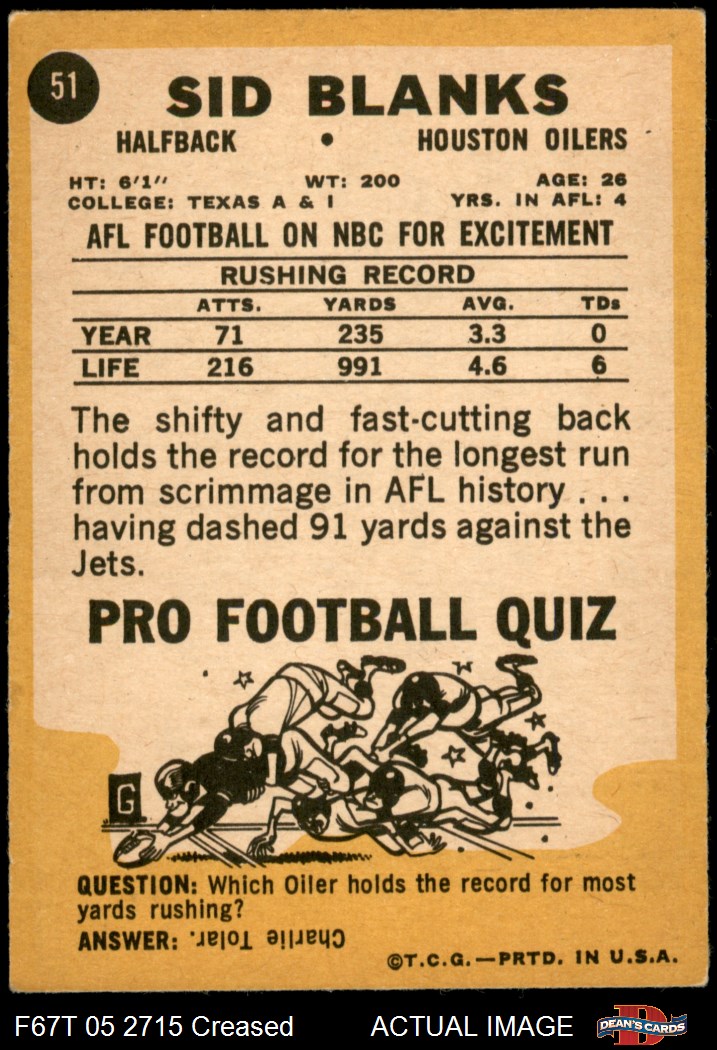 51
SID BLANKS
HALFBACK • HOUSTON OILERS
HT: 6'1" WT: 200 AGE: 26
COLLEGE: TEXAS A & I YRS. IN AFL: 4
AFL FOOTBALL ON NBC FOR EXCITEMENT
RUSHING RECORD
ATTS. YARDS AVG. TDs
YEAR 71 235 3.3 0
LIFE 216 991 4.6 6
The shifty and fast-cutting back
holds the record for the longest run
from scrimmage in AFL history . . .
having dashed 91 yards against the
Jets.
PRO FOOTBALL QUIZ
G
QUESTION: Which Oiler holds the record for most
yards rushing?
ANSWER: Charlie Tolar.
©T.C.G.—PRTD. IN U.S.A.
F67T 05 2715 Creased ACTUAL IMAGE D DEAN'S CARDS